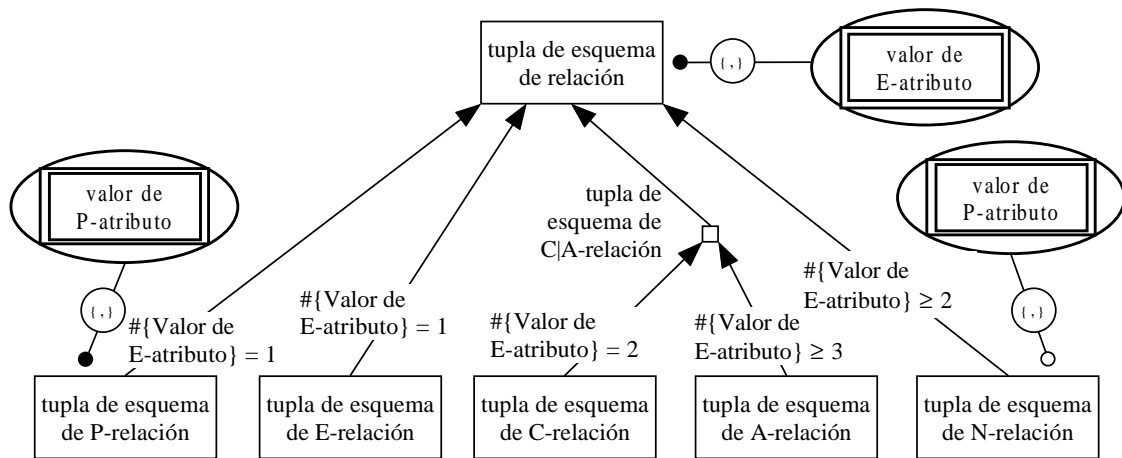 tupla de esquema
de relación
{ , }
valor de
E-atributo
valor de
P-atributo
valor de
P-atributo
tupla de
esquema de
C|A-relación
{ , }
{ , }
#{Valor de
E-atributo} = 1
#{Valor de
E-atributo} = 1
#{Valor de
E-atributo} = 2
#{Valor de
E-atributo} ≥ 3
#{Valor de
E-atributo} ≥ 2
tupla de esquema
de P-relación
tupla de esquema
de E-relación
tupla de esquema
de C-relación
tupla de esquema
de A-relación
tupla de esquema
de N-relación